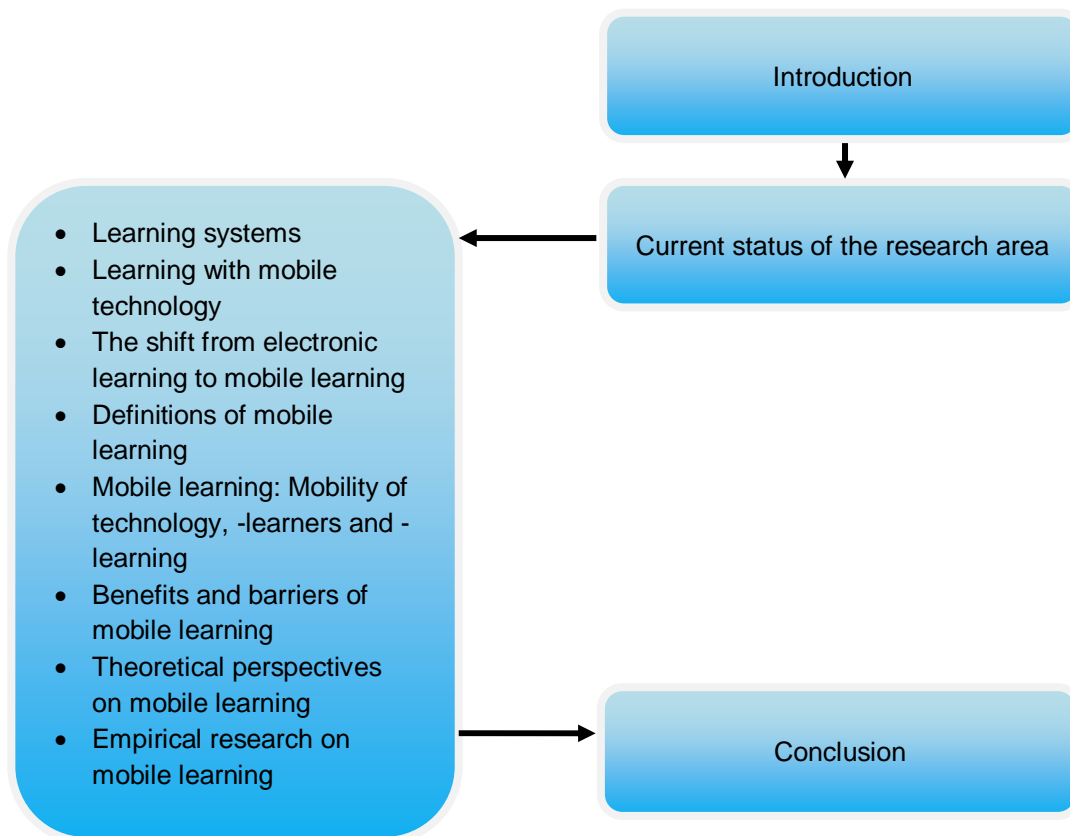 Introduction
Current status of the research area
• Learning systems
• Learning with mobile
technology
• The shift from electronic
learning to mobile learning
• Definitions of mobile
learning
• Mobile learning: Mobility of
technology, -learners and -
learning
• Benefits and barriers of
mobile learning
• Theoretical perspectives
on mobile learning
• Empirical research on
mobile learning
Conclusion